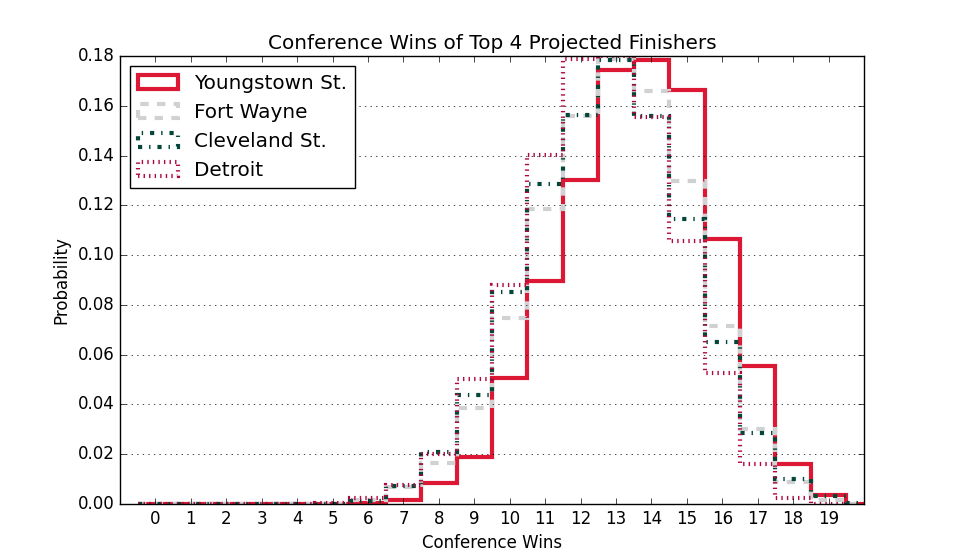 Conference Wins of Top 4 Projected Finishers
Youngstown St.
Fort Wayne
Cleveland St.
Detroit
Probability
0.18
0.16
0.14
0.12
0.10
0.08
0.06
0.04
0.02
0.00
0 1 2 3 4 5 6 7 8 9 10 11 12 13 14 15 16 17 18 19
Conference Wins